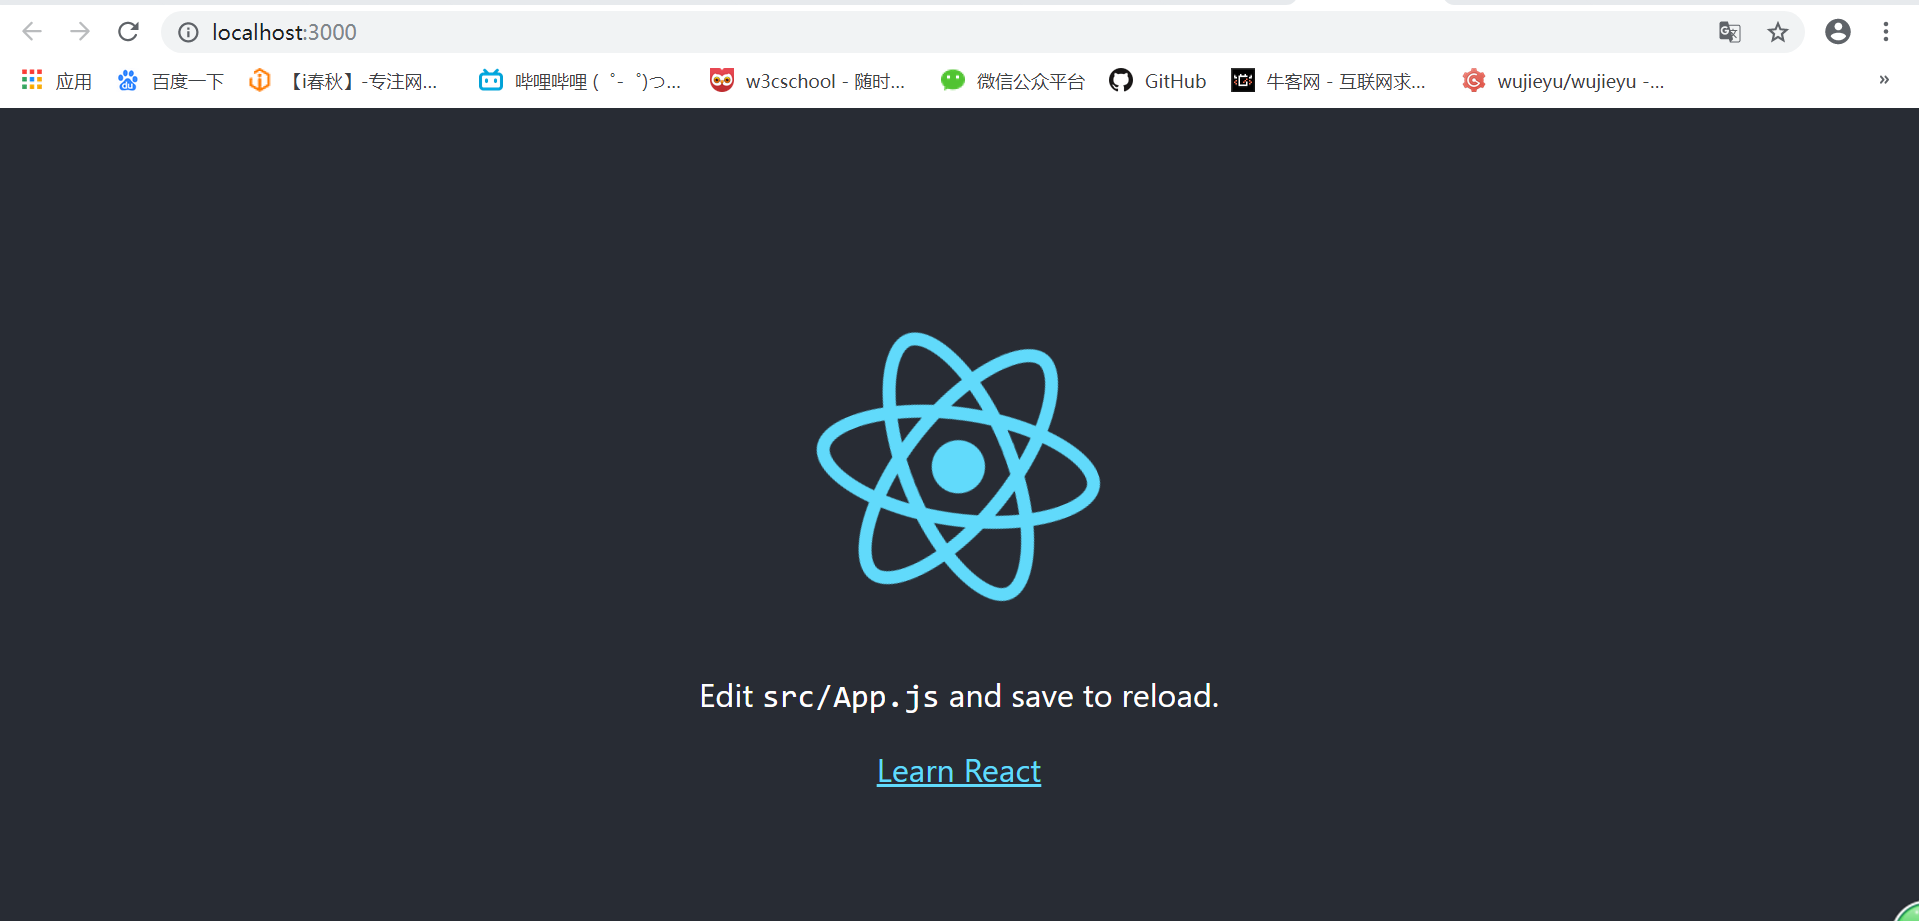 localhost:3000
应用 百度一下 【i春秋】-专注网... 哔哩哔哩 ( ゜- ゜)つ... w3cschool - 随时... 微信公众平台 GitHub 牛客网 - 互联网求... wujieyu/wujieyu -... »
Edit src/App.js and save to reload.
Learn React